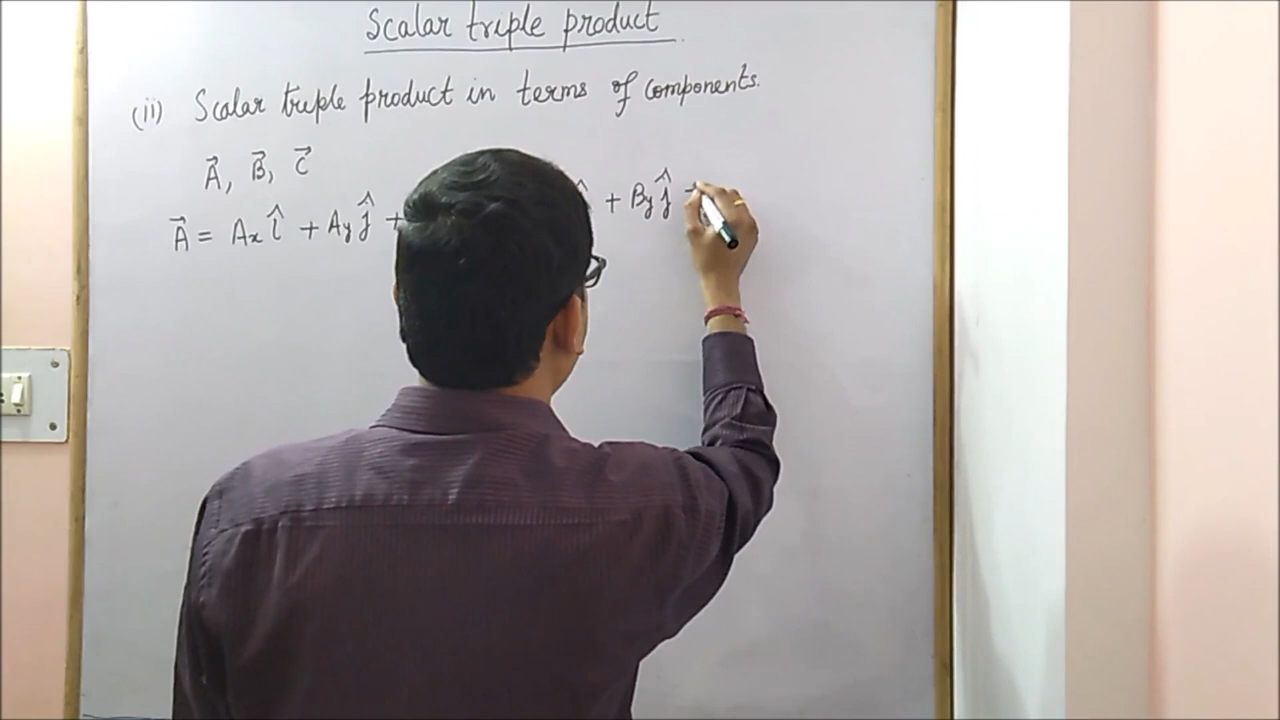 Scalar triple product
(ii) Scalar triple product in terms of components.
A⃗, B⃗, C⃗
A⃗ = Ax î + Ay ĵ + + By ĵ